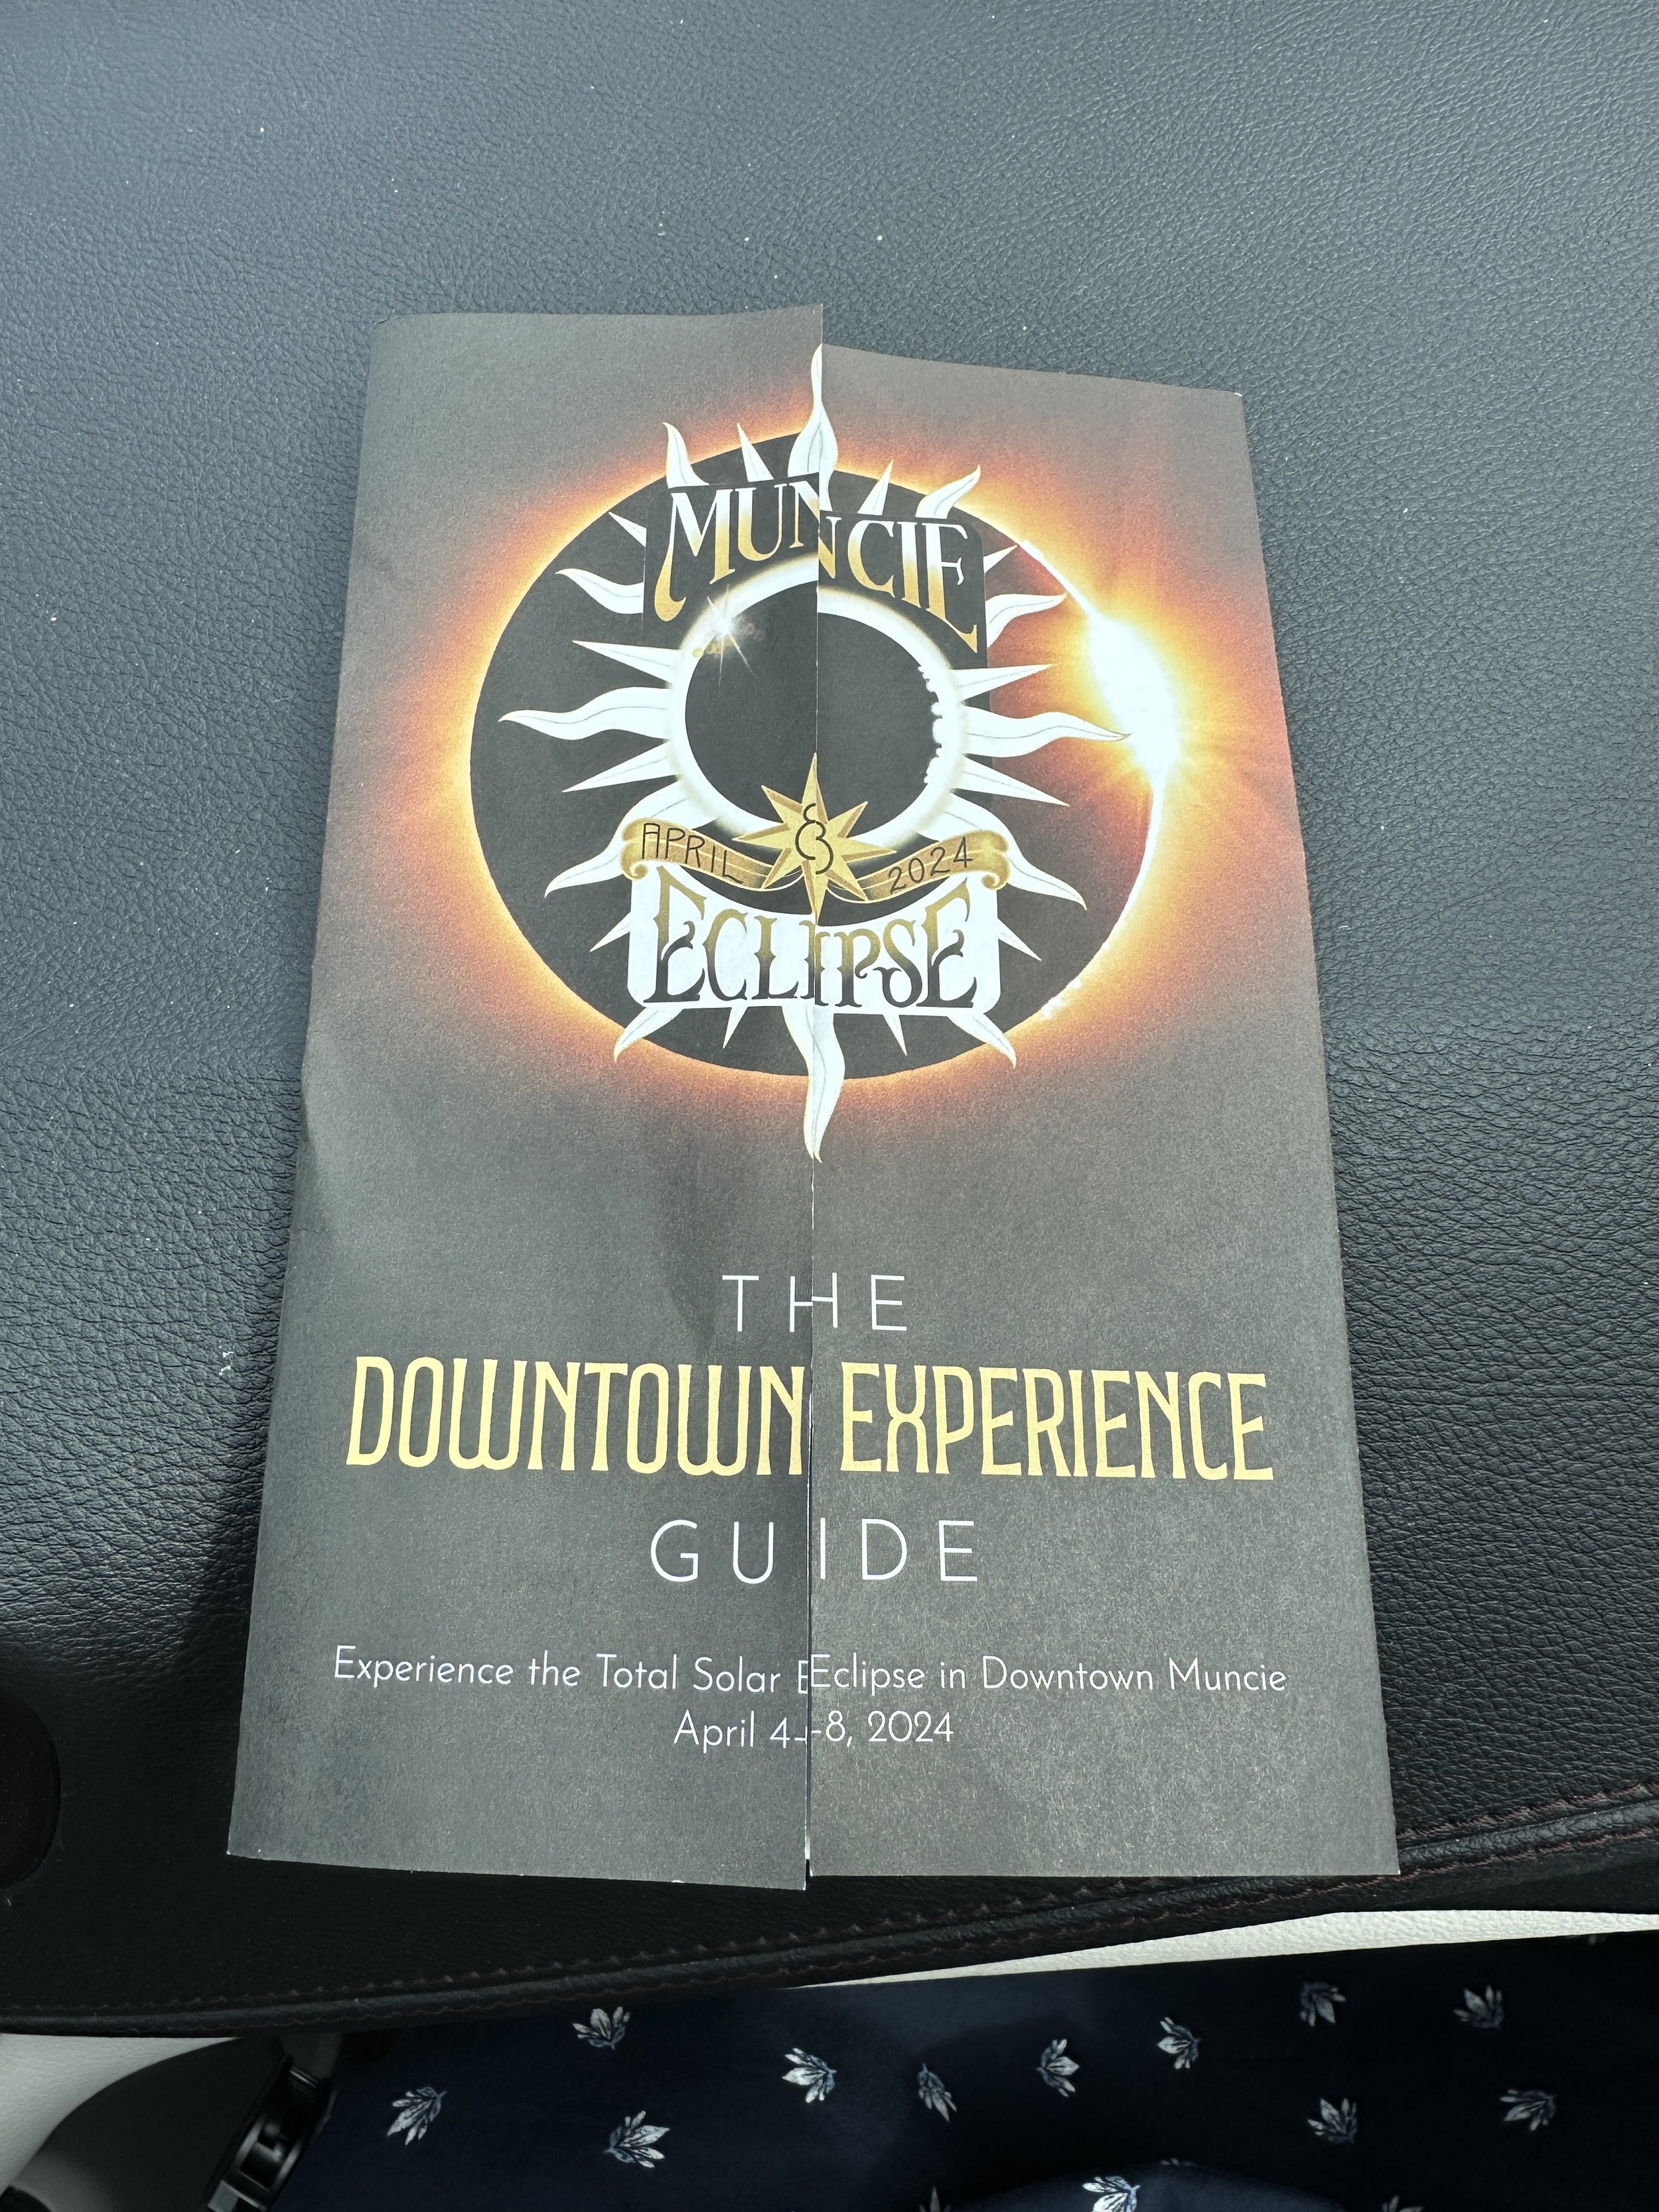 MUNCIE
APRIL 8 2024
ECLIPSE
THE
DOWNTOWN EXPERIENCE
GUIDE
Experience the Total Solar Eclipse in Downtown Muncie
April 4-8, 2024